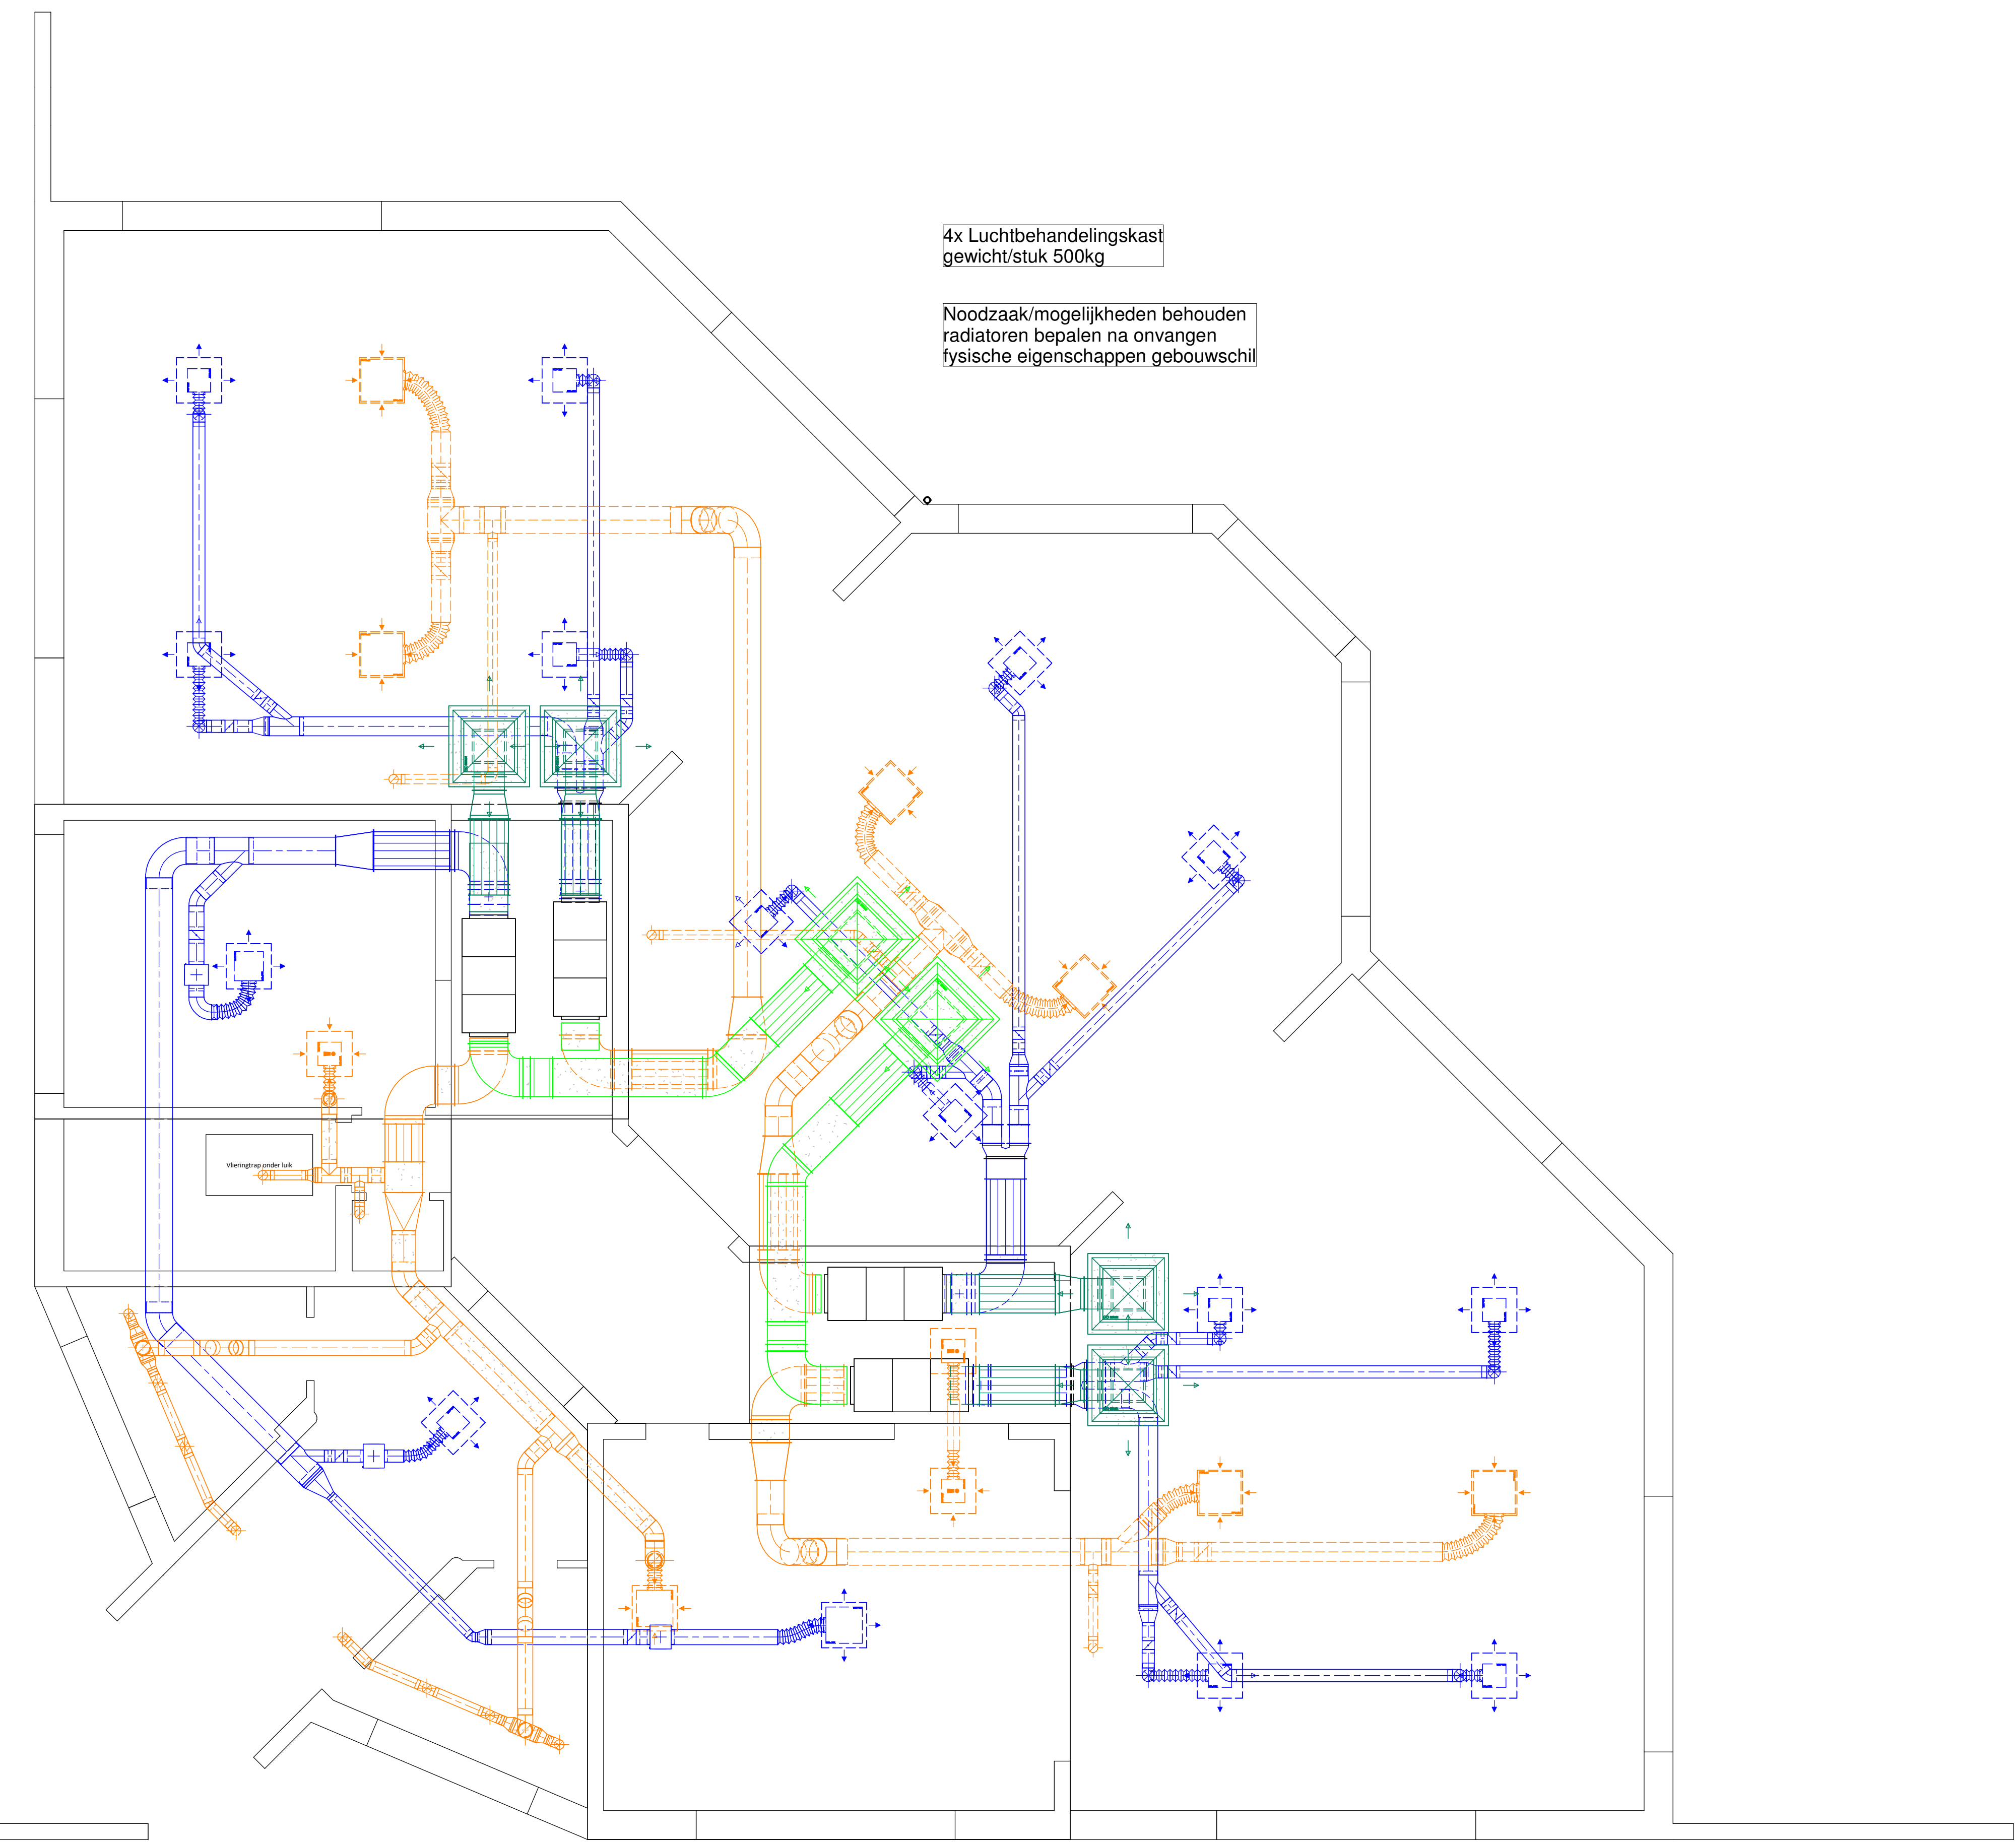 4x Luchtbehandelingskast
gewicht/stuk 500kg
Noodzaak/mogelijkheden behouden
radiatoren bepalen na onvangen
fysische eigenschappen gebouwschil
Vlieringtrap onder luik